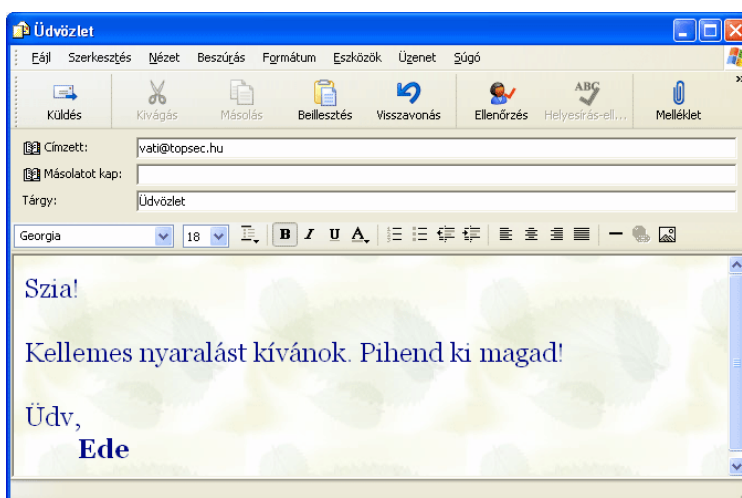 Üdvözlet
Fájl Szerkesztés Nézet Beszúrás Formátum Eszközök Üzenet Súgó
Küldés Kivágás Másolás Beillesztés Visszavonás Ellenőrzés Helyesírás-ell... Melléklet
Címzett: vati@topsec.hu
Másolatot kap:
Tárgy: Üdvözlet
Georgia 18 B I U A
Szia!
Kellemes nyaralást kívánok. Pihend ki magad!
Üdv,
Ede